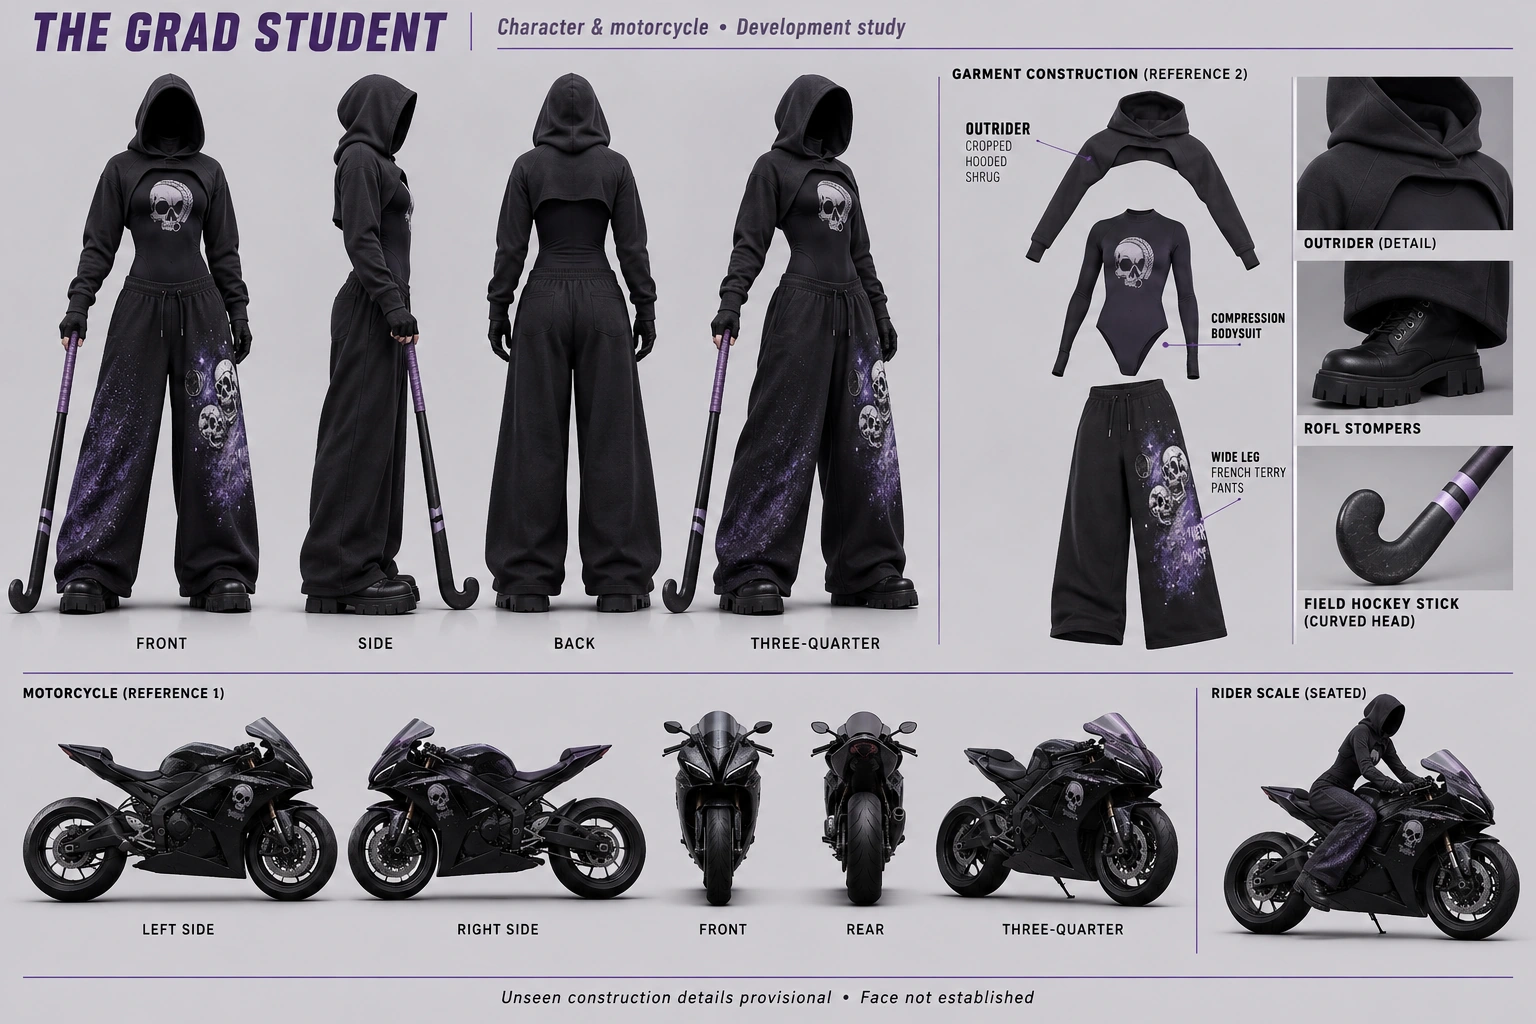 THE GRAD STUDENT
Character & motorcycle • Development study
GARMENT CONSTRUCTION (REFERENCE 2)
OUTRIDER
CROPPED
HOODED
SHRUG
COMPRESSION
BODYSUIT
WIDE LEG
FRENCH TERRY
PANTS
OUTRIDER (DETAIL)
ROFL STOMPERS
FIELD HOCKEY STICK
(CURVED HEAD)
FRONT
SIDE
BACK
THREE-QUARTER
MOTORCYCLE (REFERENCE 1)
LEFT SIDE
RIGHT SIDE
FRONT
REAR
THREE-QUARTER
RIDER SCALE (SEATED)
Unseen construction details provisional • Face not established